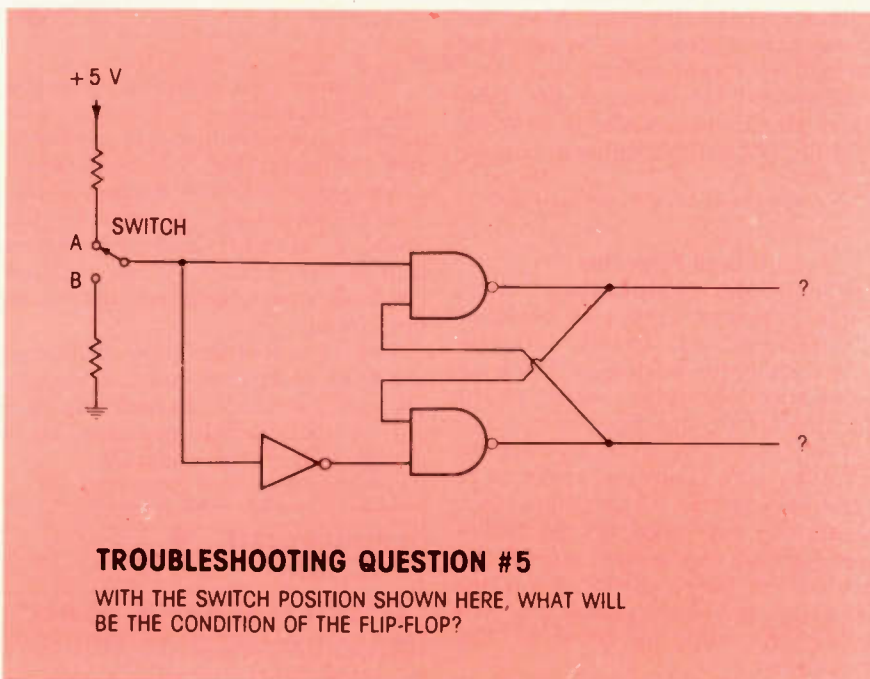 +5 V
SWITCH
A
B
?
?
TROUBLESHOOTING QUESTION #5
WITH THE SWITCH POSITION SHOWN HERE, WHAT WILL
BE THE CONDITION OF THE FLIP-FLOP?